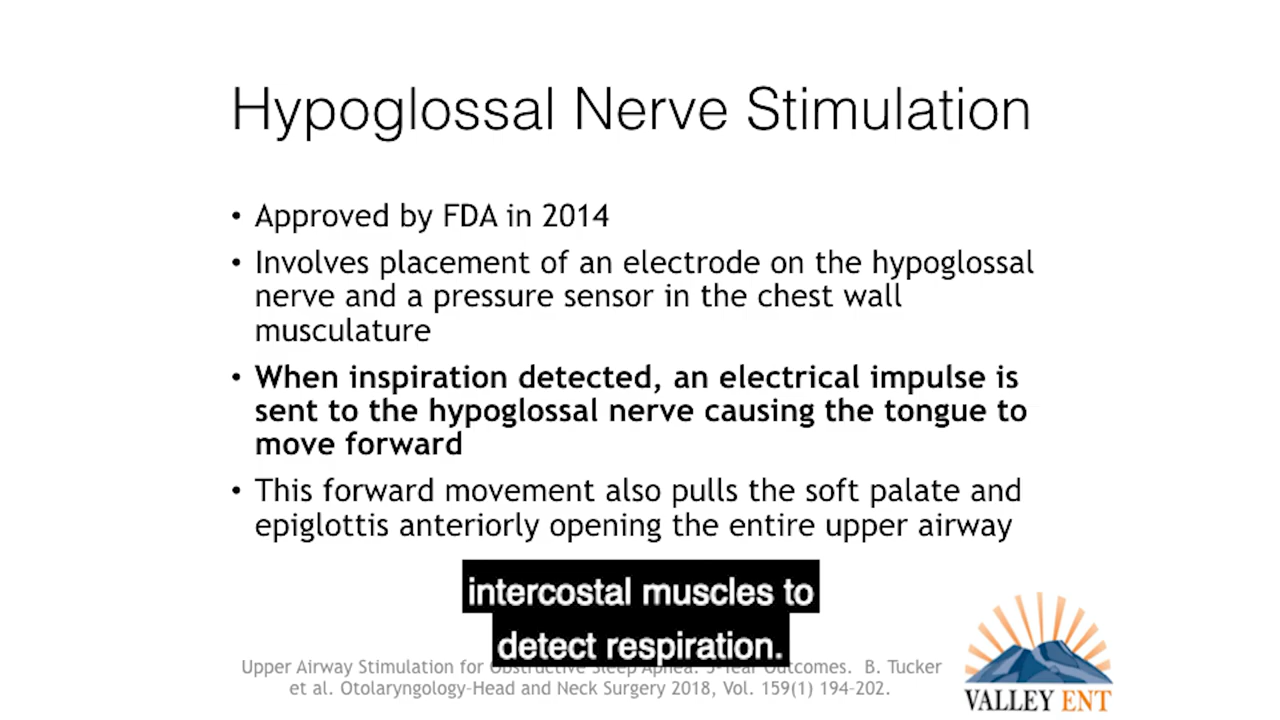 Hypoglossal Nerve Stimulation
• Approved by FDA in 2014
• Involves placement of an electrode on the hypoglossal
nerve and a pressure sensor in the chest wall
musculature
• When inspiration detected, an electrical impulse is
sent to the hypoglossal nerve causing the tongue to
move forward
• This forward movement also pulls the soft palate and
epiglottis anteriorly opening the entire upper airway
intercostal muscles to
detect respiration.
Upper Airway Stimulation for Outcomes. B. Tucker
et al. Otolaryngology-Head and Neck Surgery 2018, Vol. 159(1) 194-202.
VALLEY ENT